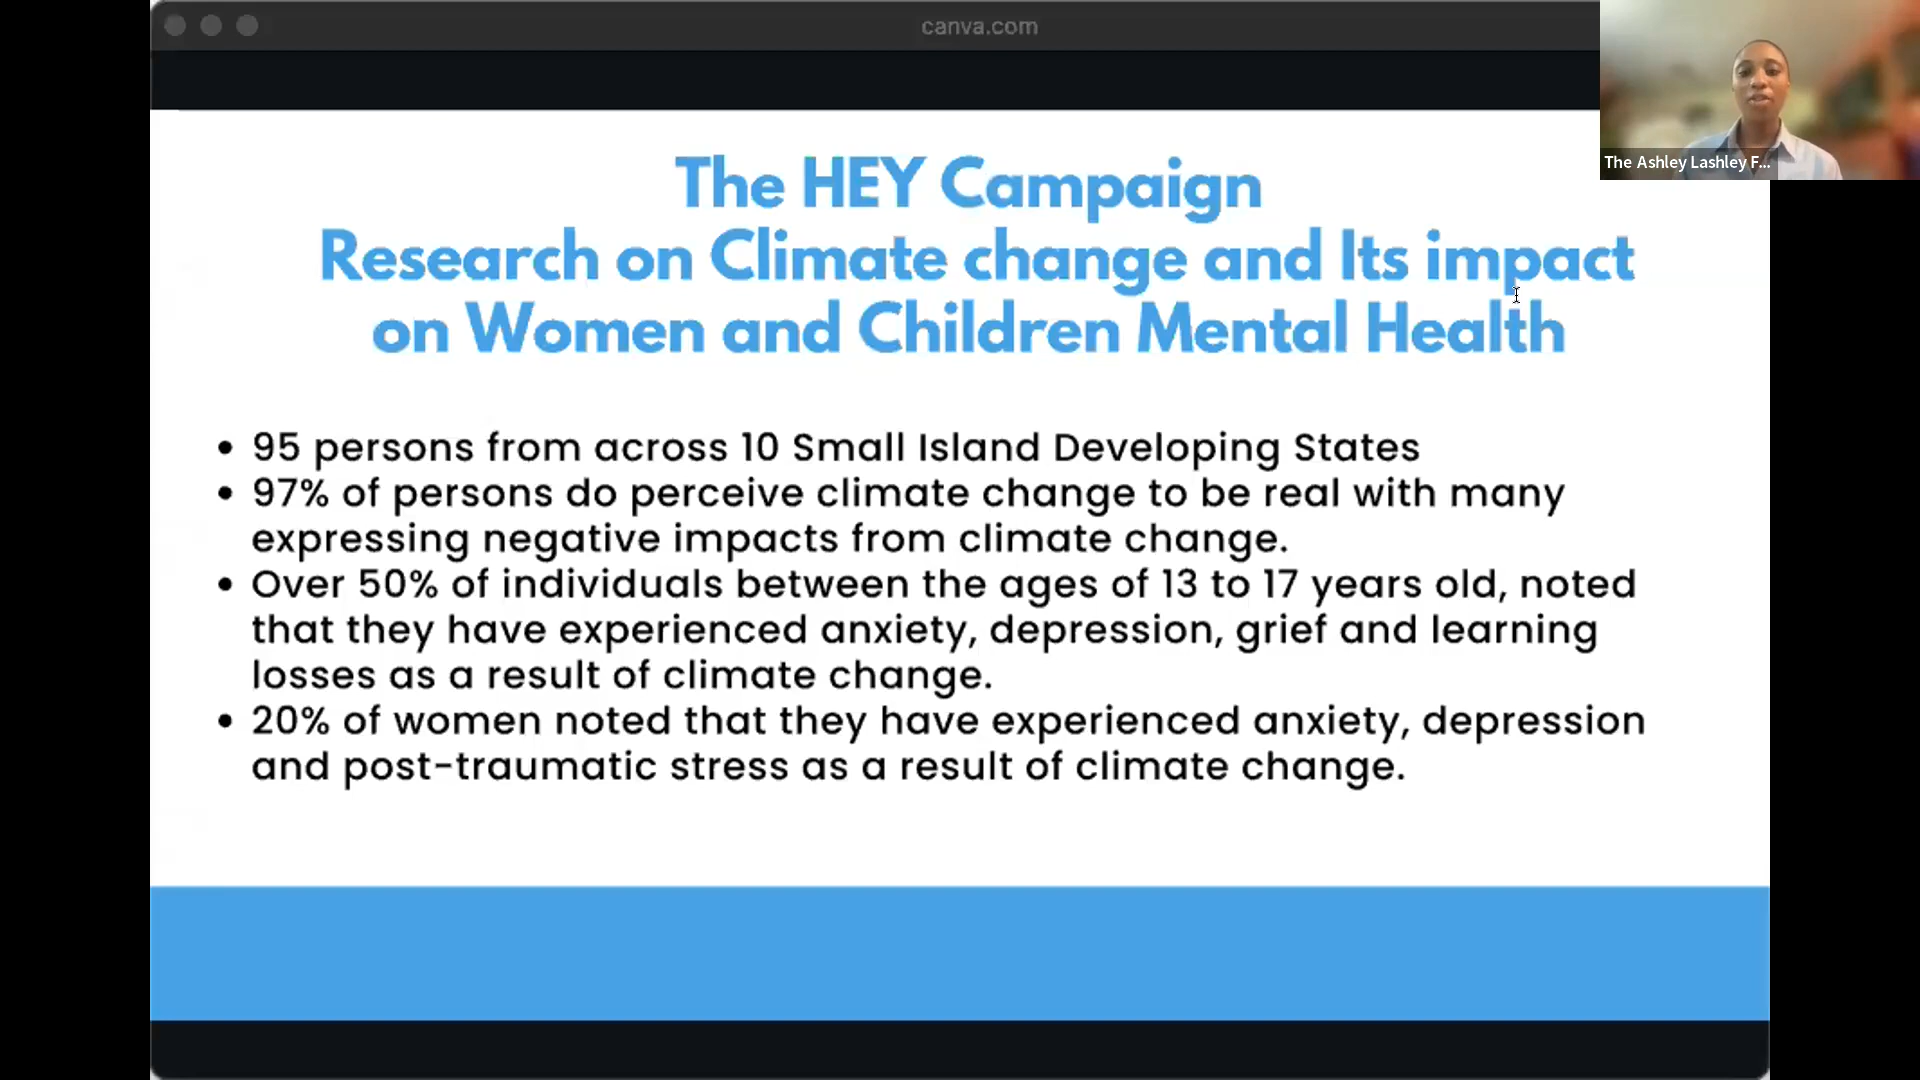 canva.com
The Ashley Lashley F...
The HEY Campaign
Research on Climate change and Its impact
on Women and Children Mental Health
• 95 persons from across 10 Small Island Developing States
• 97% of persons do perceive climate change to be real with many
expressing negative impacts from climate change.
• Over 50% of individuals between the ages of 13 to 17 years old, noted
that they have experienced anxiety, depression, grief and learning
losses as a result of climate change.
• 20% of women noted that they have experienced anxiety, depression
and post-traumatic stress as a result of climate change.